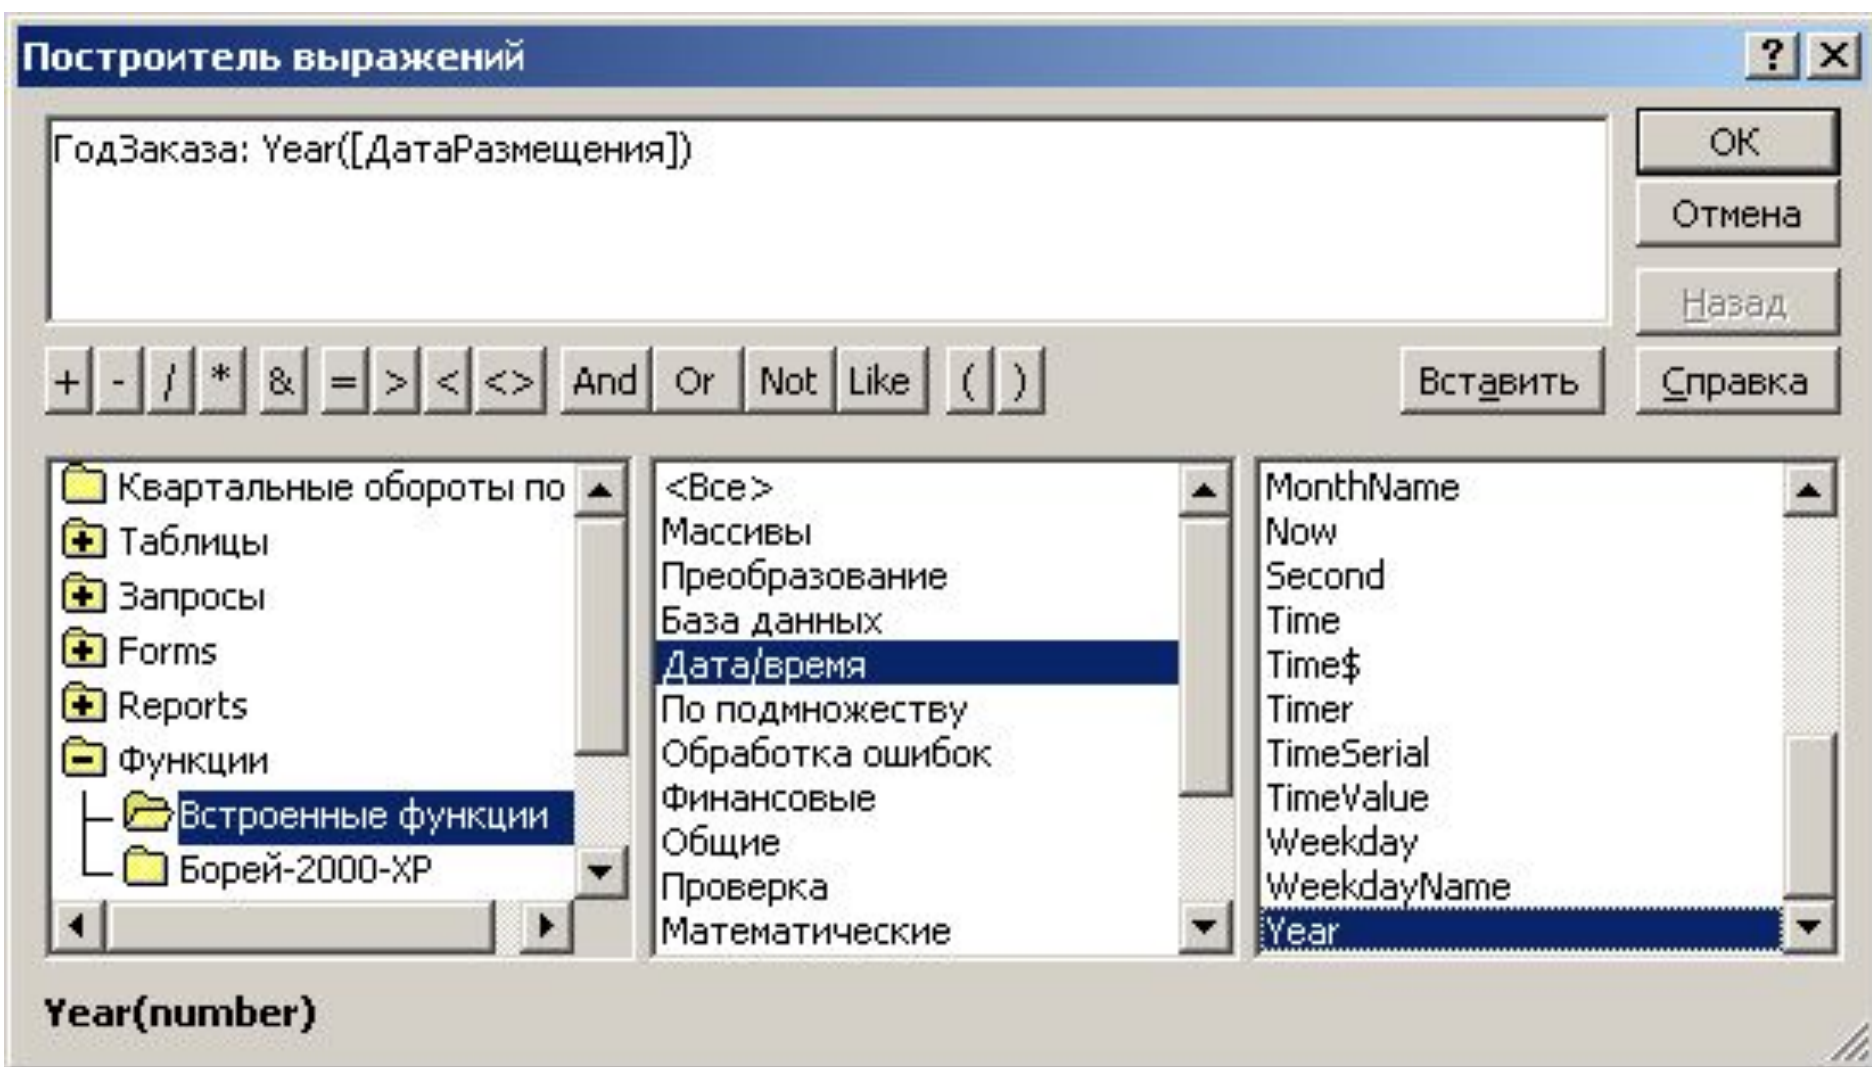 Построитель выражений
ГодЗаказа: Year([ДатаРазмещения])
OK
Отмена
Назад
+ - / * & = > < <> And Or Not Like ( ) Вставить Справка
Квартальные обороты по
Таблицы
Запросы
Forms
Reports
Функции
Встроенные функции
Борей-2000-XP
<Все>
Массивы
Преобразование
База данных
Дата/время
По подмножеству
Обработка ошибок
Финансовые
Общие
Проверка
Математические
MonthName
Now
Second
Time
Time$
Timer
TimeSerial
TimeValue
Weekday
WeekdayName
Year
Year(number)